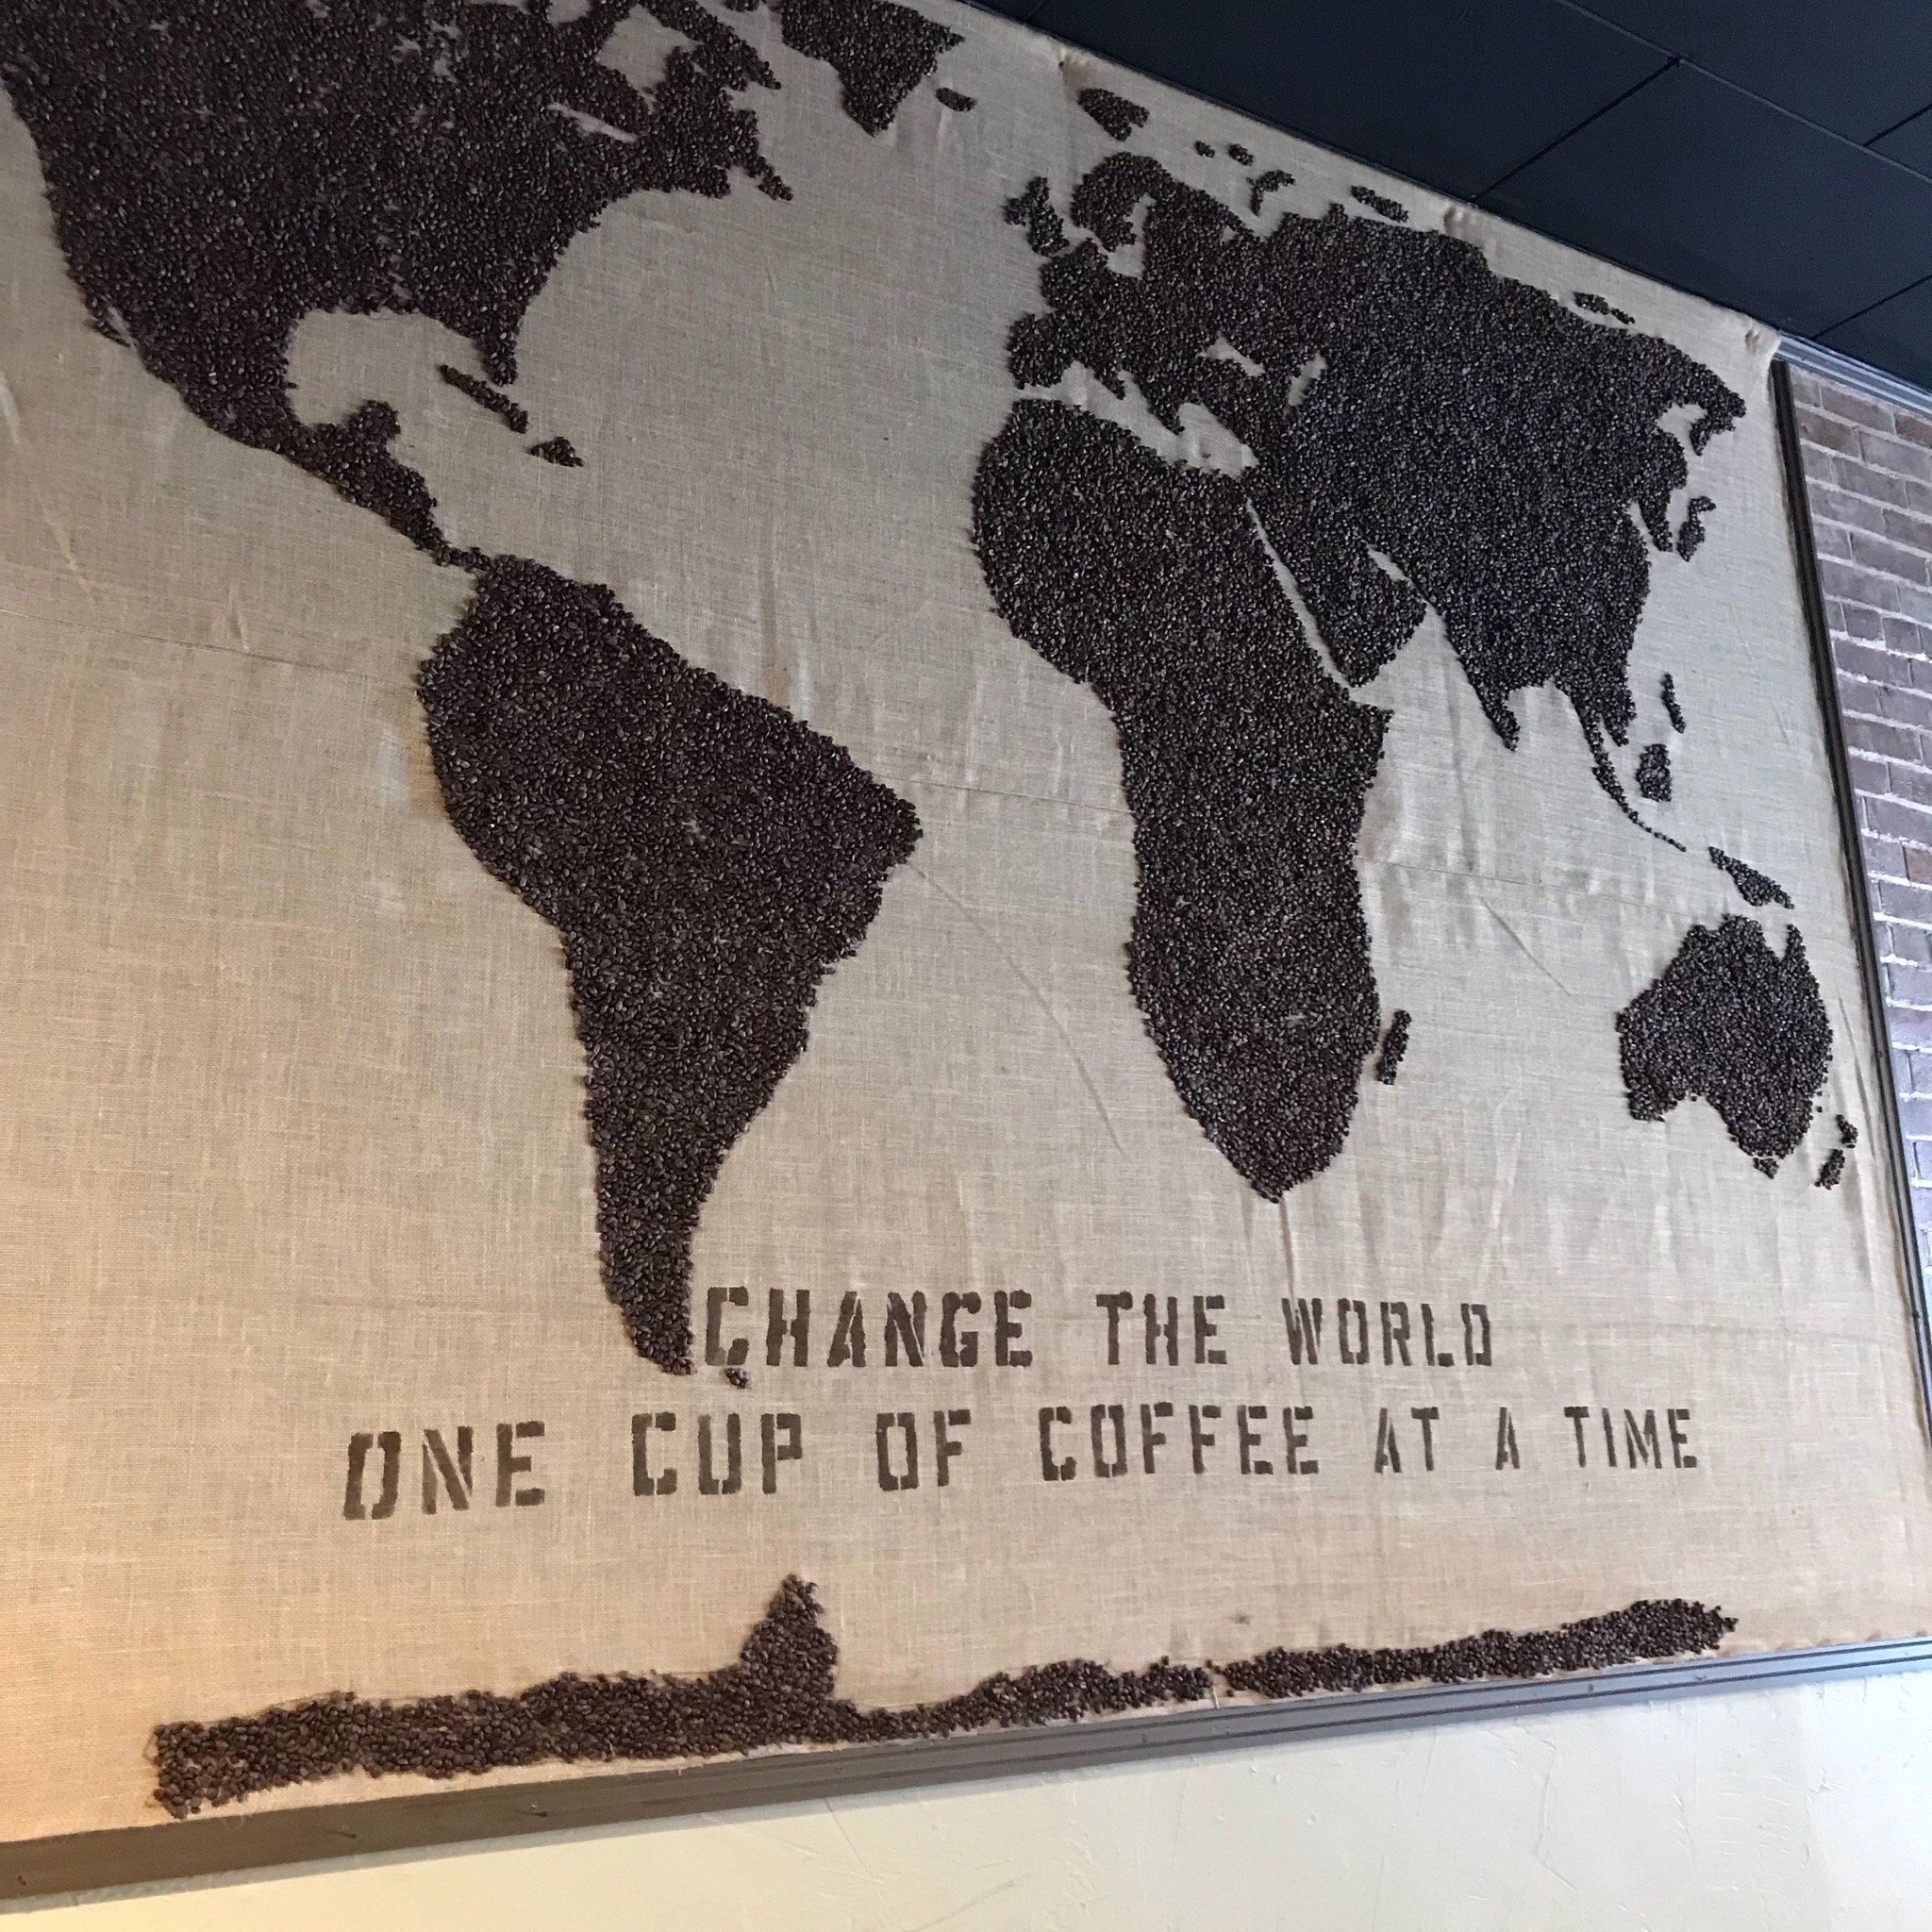 CHANGE THE WORLD
ONE CUP OF COFFEE AT A TIME